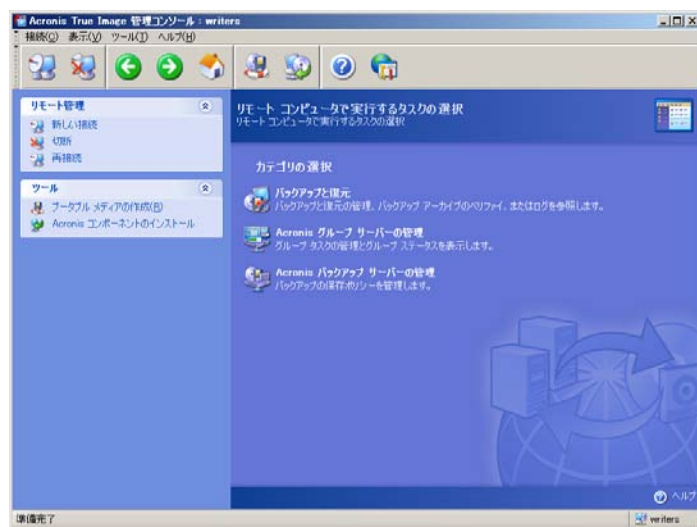 Acronis True Image 管理コンソール : writers
接続(O) 表示(V) ツール(T) ヘルプ(H)
リモート管理
新しい接続
切断
再接続
ツール
ブータブル メディアの作成(B)
Acronis コンポーネントのインストール
リモート コンピュータで実行するタスクの選択
リモート コンピュータで実行するタスクの選択
カテゴリの選択
バックアップと復元
バックアップと復元の管理、バックアップ アーカイブのベリファイ、またはログを参照します。
Acronis グループ サーバーの管理
グループ タスクの管理とグループ ステータスを表示します。
Acronis バックアップ サーバーの管理
バックアップの保存ポリシーを管理します。
ヘルプ
準備完了
writers